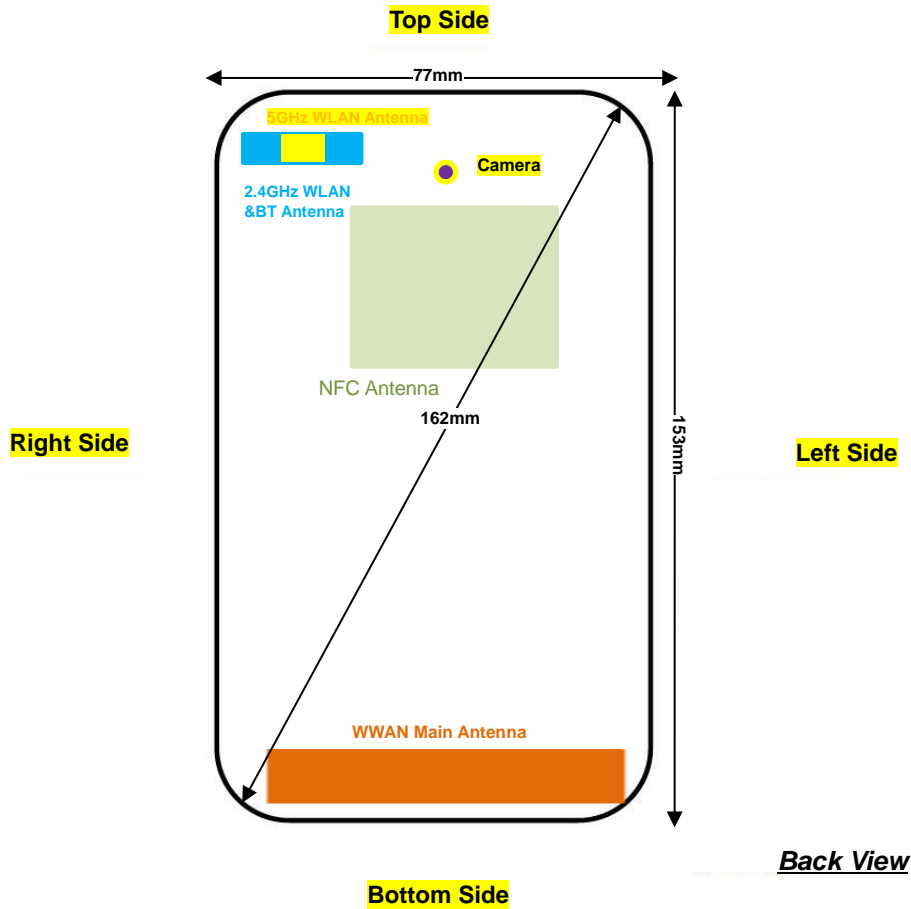 Top Side
77mm
5GHz WLAN Antenna
Camera
2.4GHz WLAN
&BT Antenna
NFC Antenna
162mm
153mm
Right Side
Left Side
WWAN Main Antenna
Back View
Bottom Side